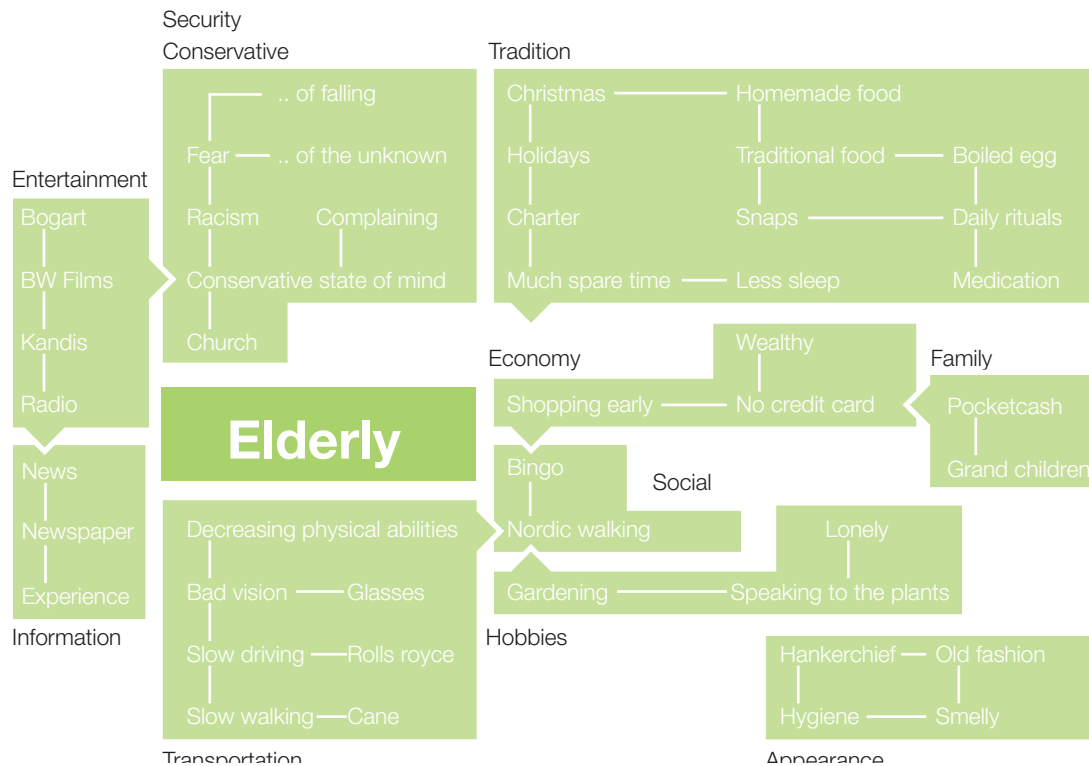 Security
Conservative
.. of falling
Fear
.. of the unknown
Racism
Complaining
Conservative state of mind
Church
Tradition
Christmas
Homemade food
Holidays
Traditional food
Boiled egg
Charter
Snaps
Daily rituals
Much spare time
Less sleep
Medication
Entertainment
Bogart
BW Films
Kandis
Radio
Economy
Wealthy
Shopping early
No credit card
Family
Pocketcash
Grand children
Elderly
News
Newspaper
Experience
Information
Bingo
Social
Nordic walking
Decreasing physical abilities
Bad vision
Glasses
Slow driving
Rolls royce
Slow walking
Cane
Transportation
Lonely
Gardening
Speaking to the plants
Hobbies
Hankerchief
Old fashion
Hygiene
Smelly
Appearance